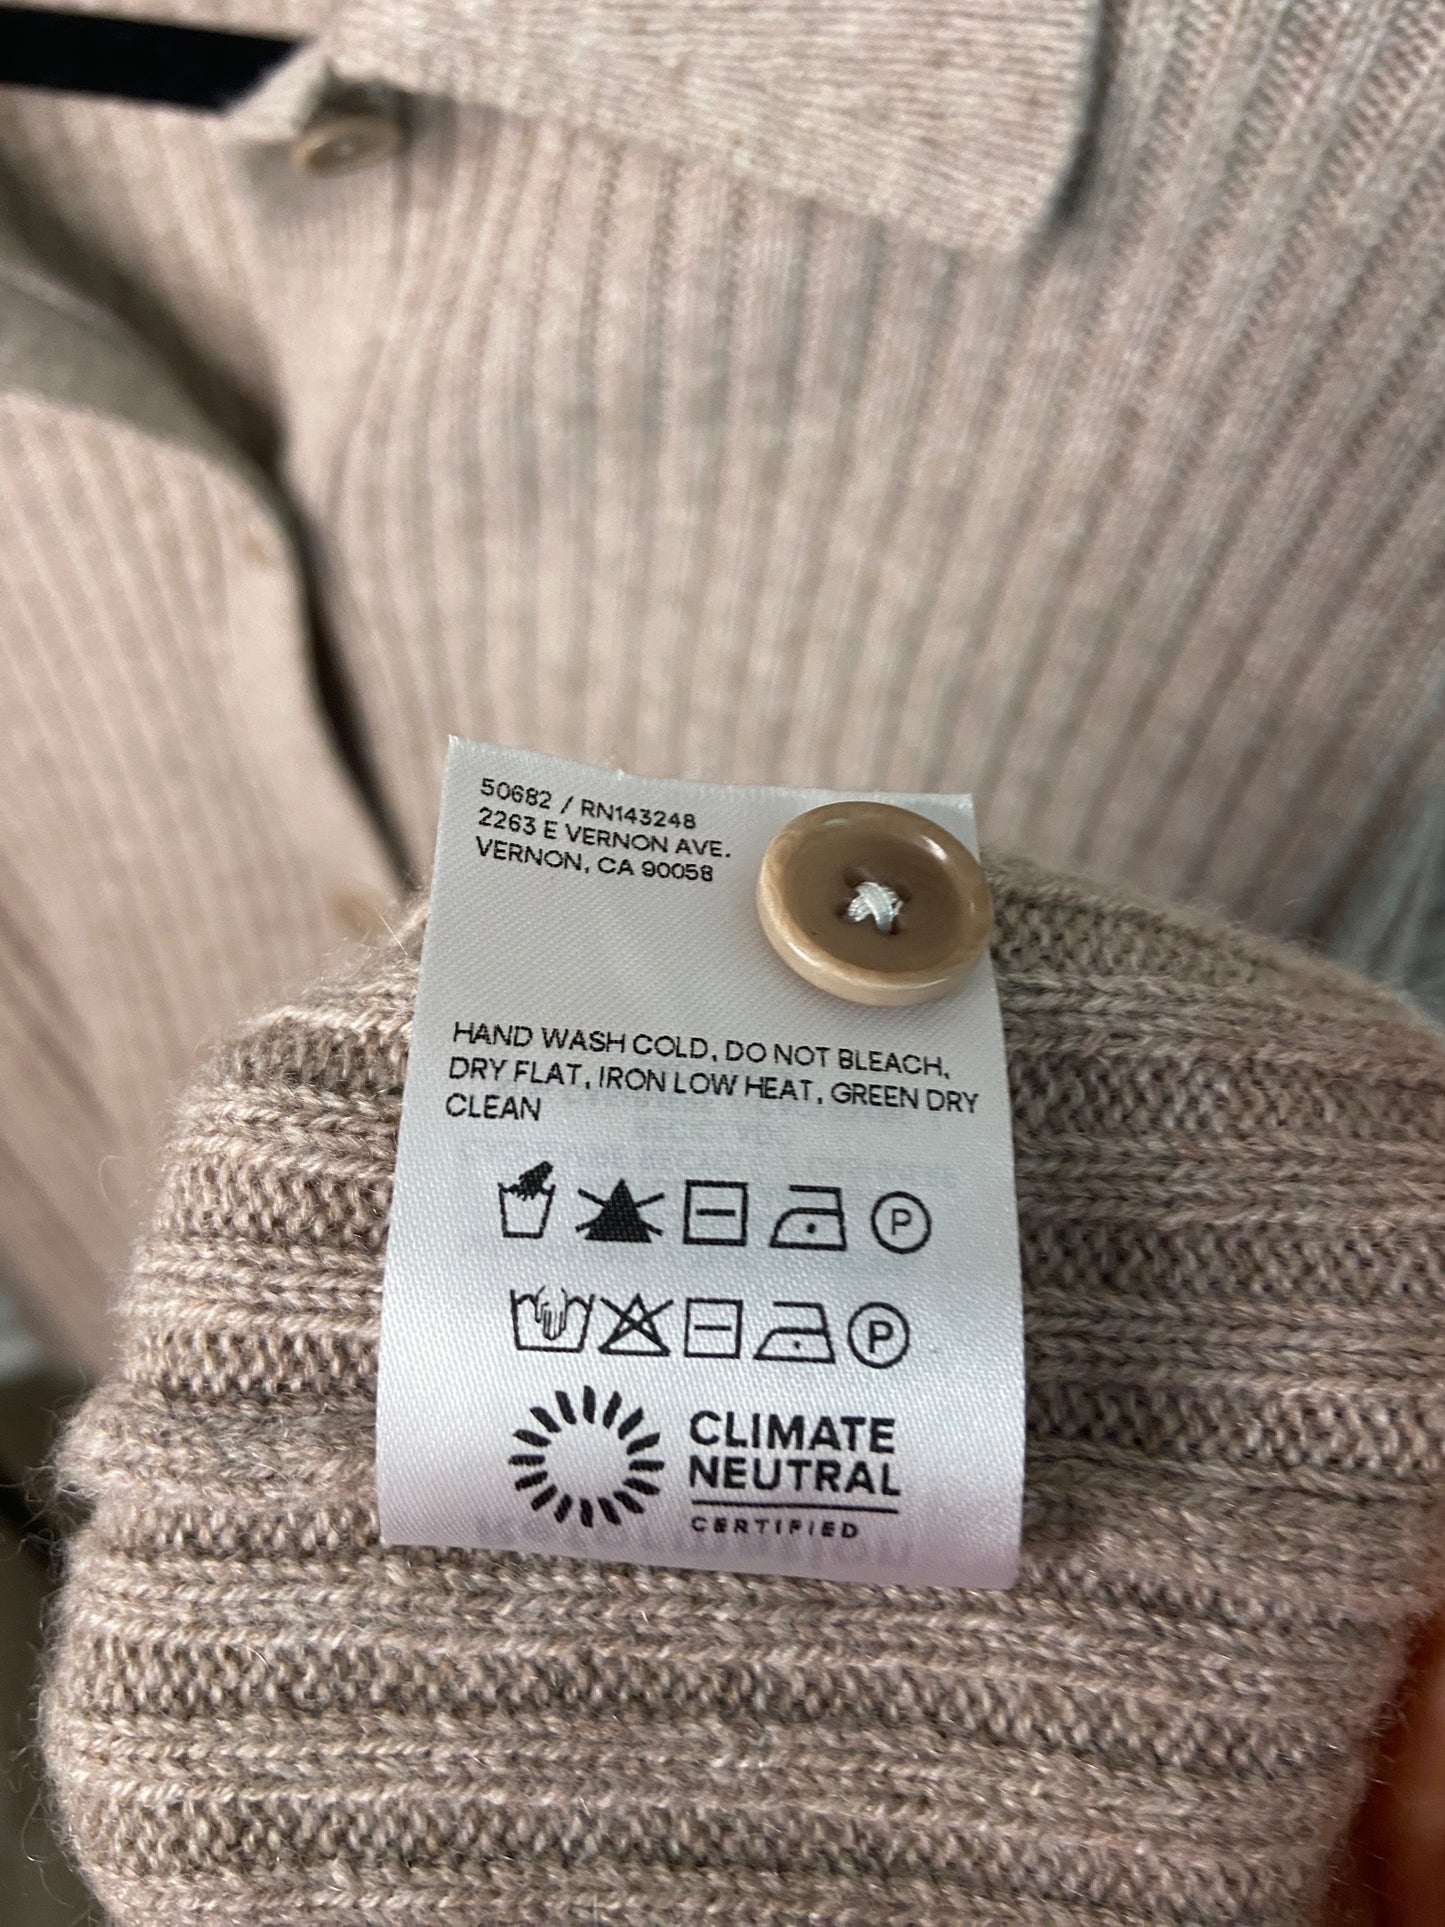 50682 / RN143248
2263 E VERNON AVE.
VERNON, CA 90058
HAND WASH COLD, DO NOT BLEACH,
DRY FLAT, IRON LOW HEAT, GREEN DRY
CLEAN
P
P
CLIMATE
NEUTRAL
CERTIFIED